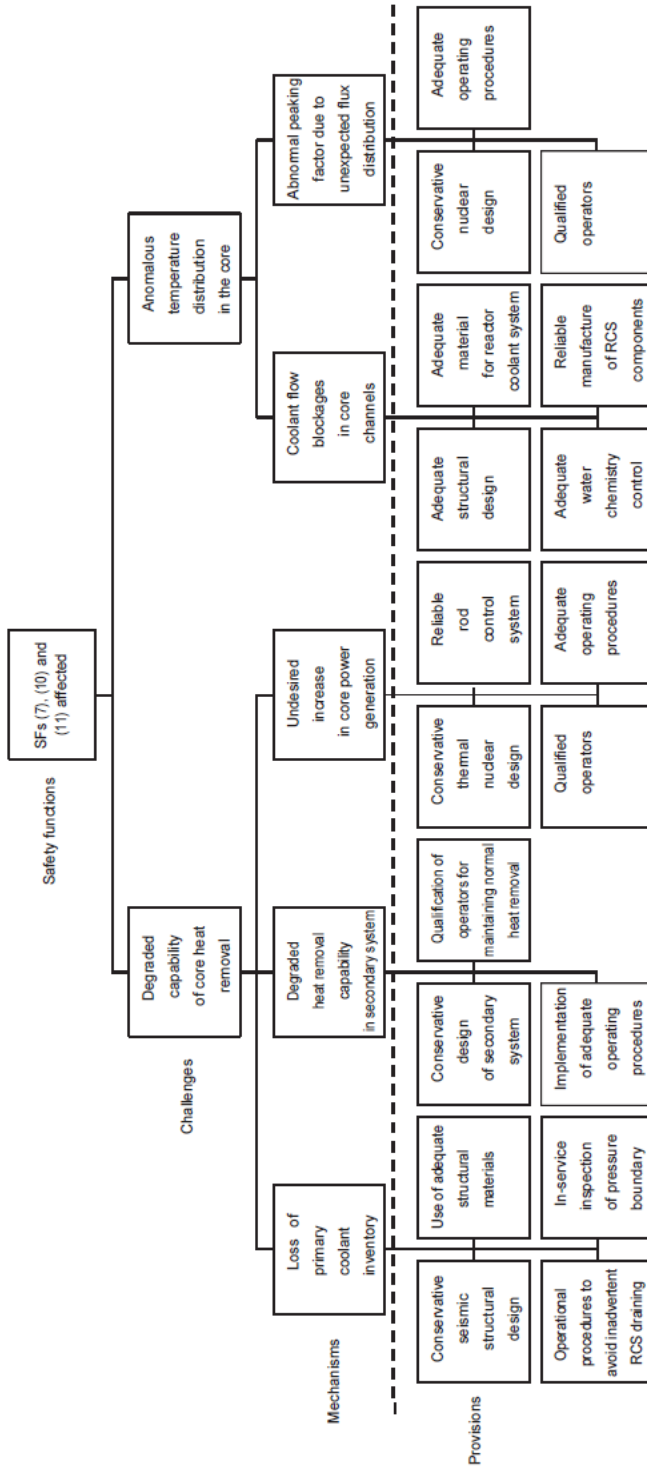 Safety functions
SFs (7), (10) and
(11) affected
Challenges
Degraded
capability
of core heat
removal
Anomalous
temperature
distribution
in the core
Mechanisms
Loss of
primary
coolant
inventory
Degraded
heat removal
capability
in secondary system
Undesired
increase
in core power
generation
Coolant flow
blockages
in core
channels
Abnormal peaking
factor due to
unexpected flux
distribution
Provisions
Conservative
seismic
structural
design
Use of adequate
structural
materials
Conservative
design
of secondary
system
Qualification of
operators for
maintaining normal
heat removal
Conservative
thermal
nuclear
design
Reliable
rod
control
system
Adequate
structural
design
Adequate
material
for reactor
coolant system
Conservative
nuclear
design
Adequate
operating
procedures
Operational
procedures to
avoid inadvertent
RCS draining
In-service
inspection
of pressure
boundary
Implementation
of adequate
operating
procedures
Qualified
operators
Adequate
operating
procedures
Adequate
water
chemistry
control
Reliable
manufacture
of RCS
components
Qualified
operators